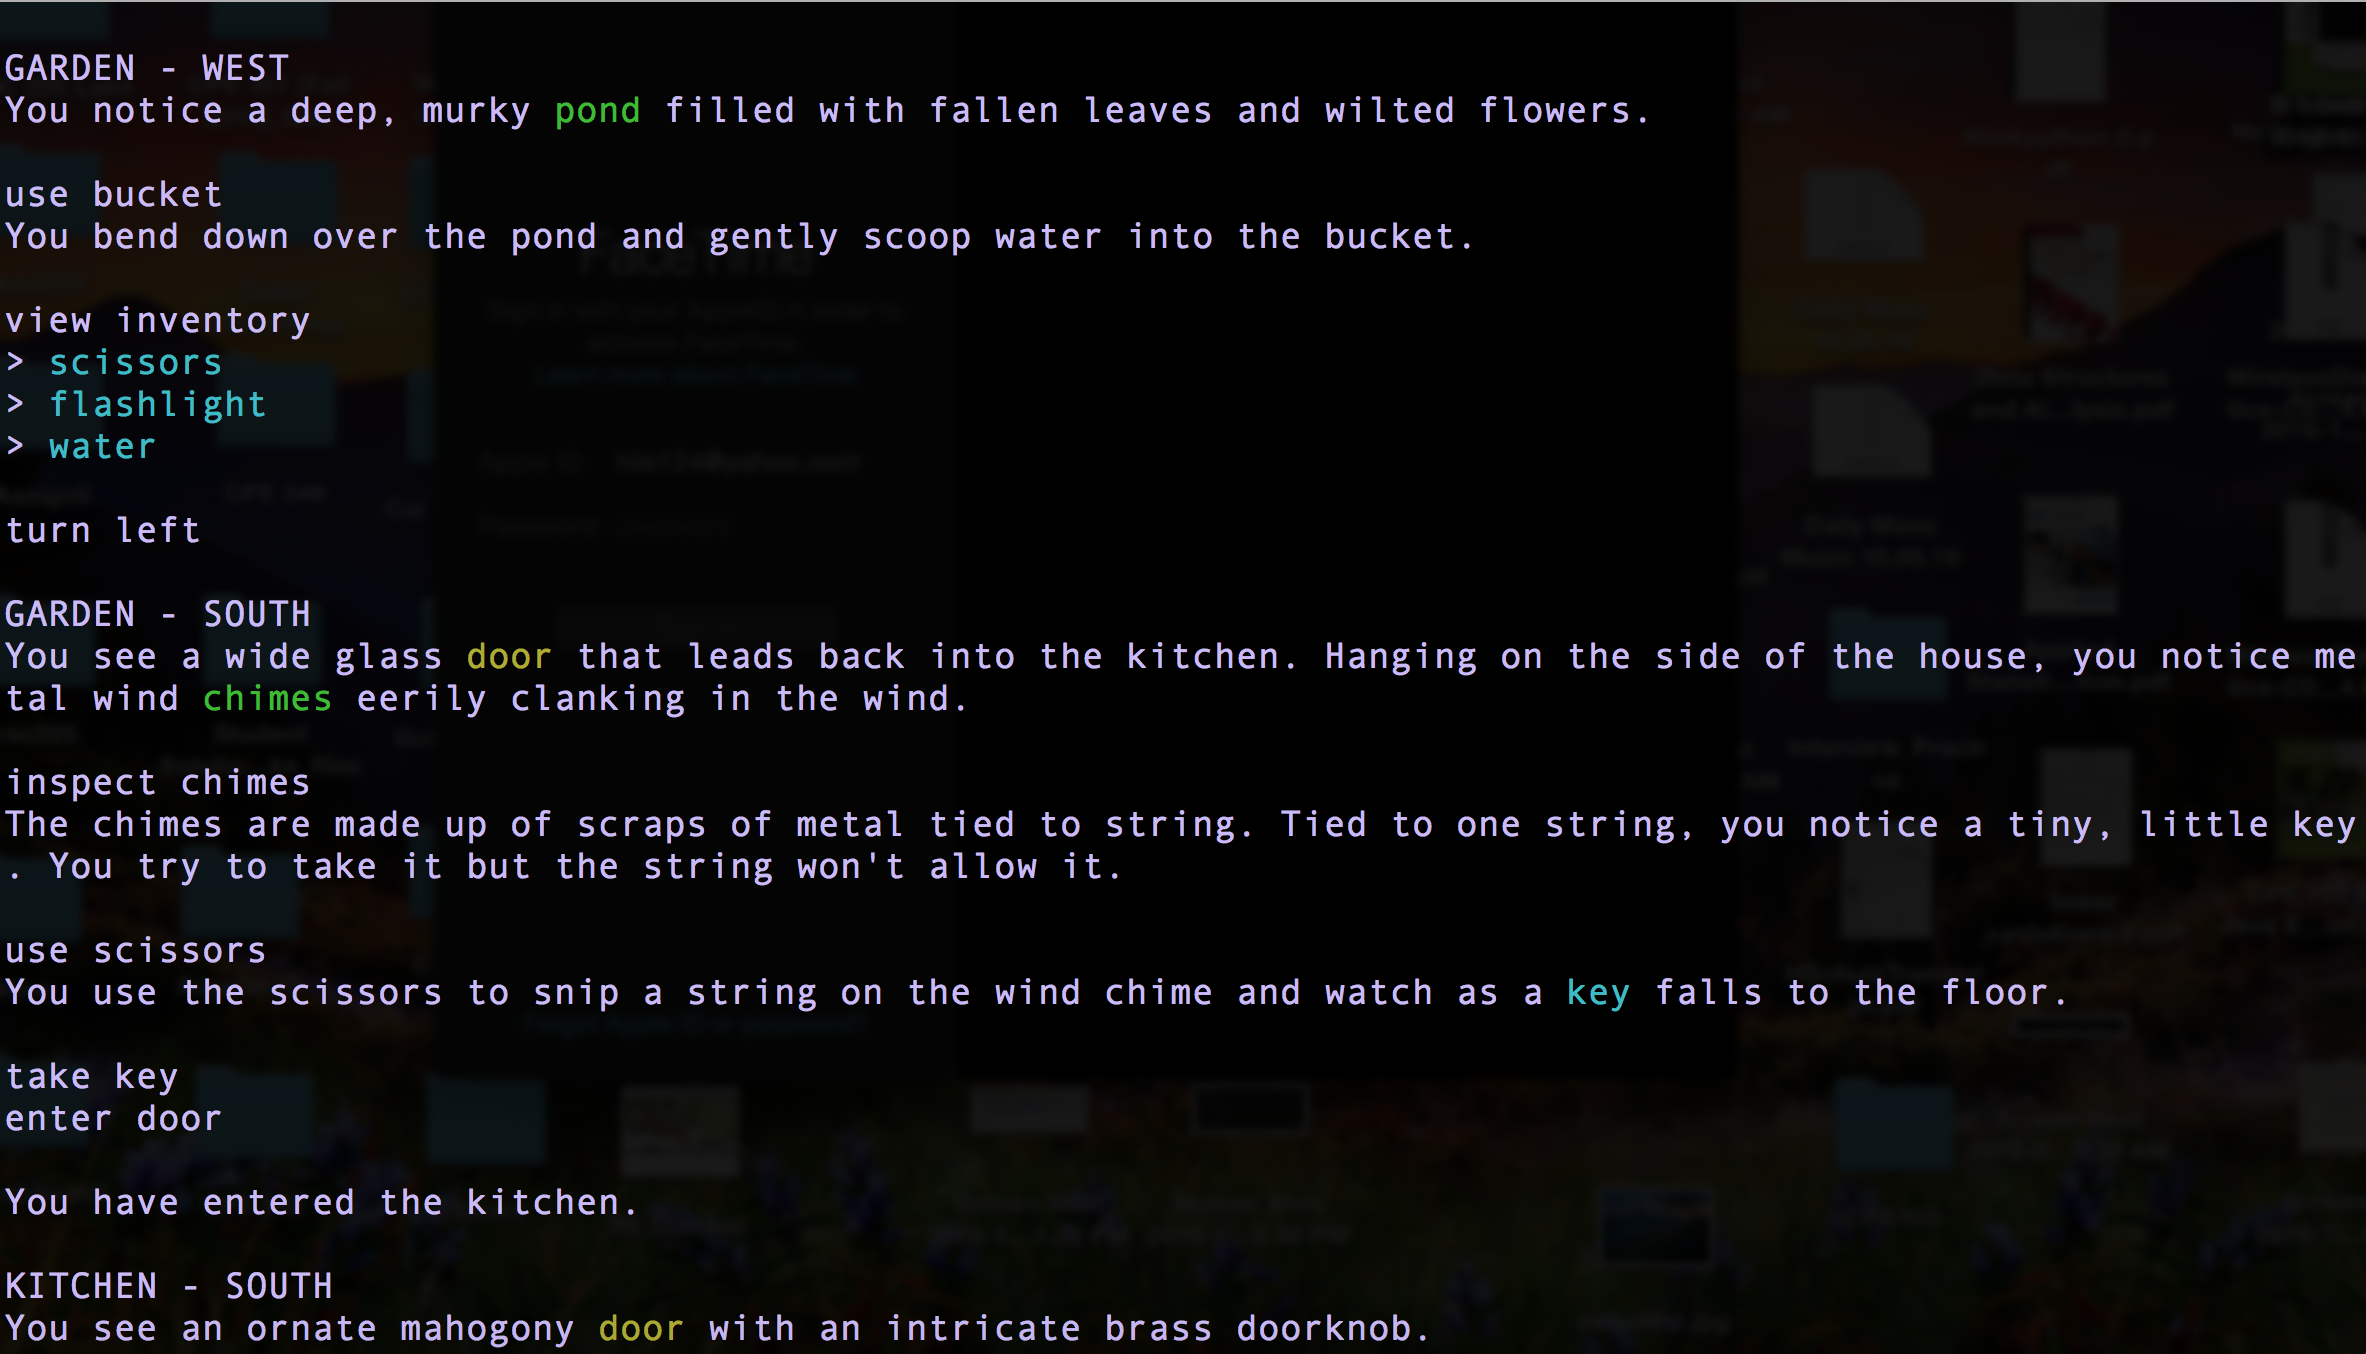 GARDEN - WEST
You notice a deep, murky pond filled with fallen leaves and wilted flowers.
use bucket
You bend down over the pond and gently scoop water into the bucket.
view inventory
> scissors
> flashlight
> water
turn left
GARDEN - SOUTH
You see a wide glass door that leads back into the kitchen. Hanging on the side of the house, you notice me
tal wind chimes eerily clanking in the wind.
inspect chimes
The chimes are made up of scraps of metal tied to string. Tied to one string, you notice a tiny, little key
. You try to take it but the string won't allow it.
use scissors
You use the scissors to snip a string on the wind chime and watch as a key falls to the floor.
take key
enter door
You have entered the kitchen.
KITCHEN - SOUTH
You see an ornate mahogony door with an intricate brass doorknob.